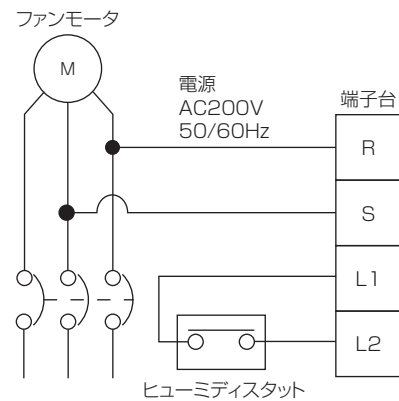 ファンモータ
M
電源
AC200V
50/60Hz
端子台
R
S
L1
L2
ヒューミディスタット